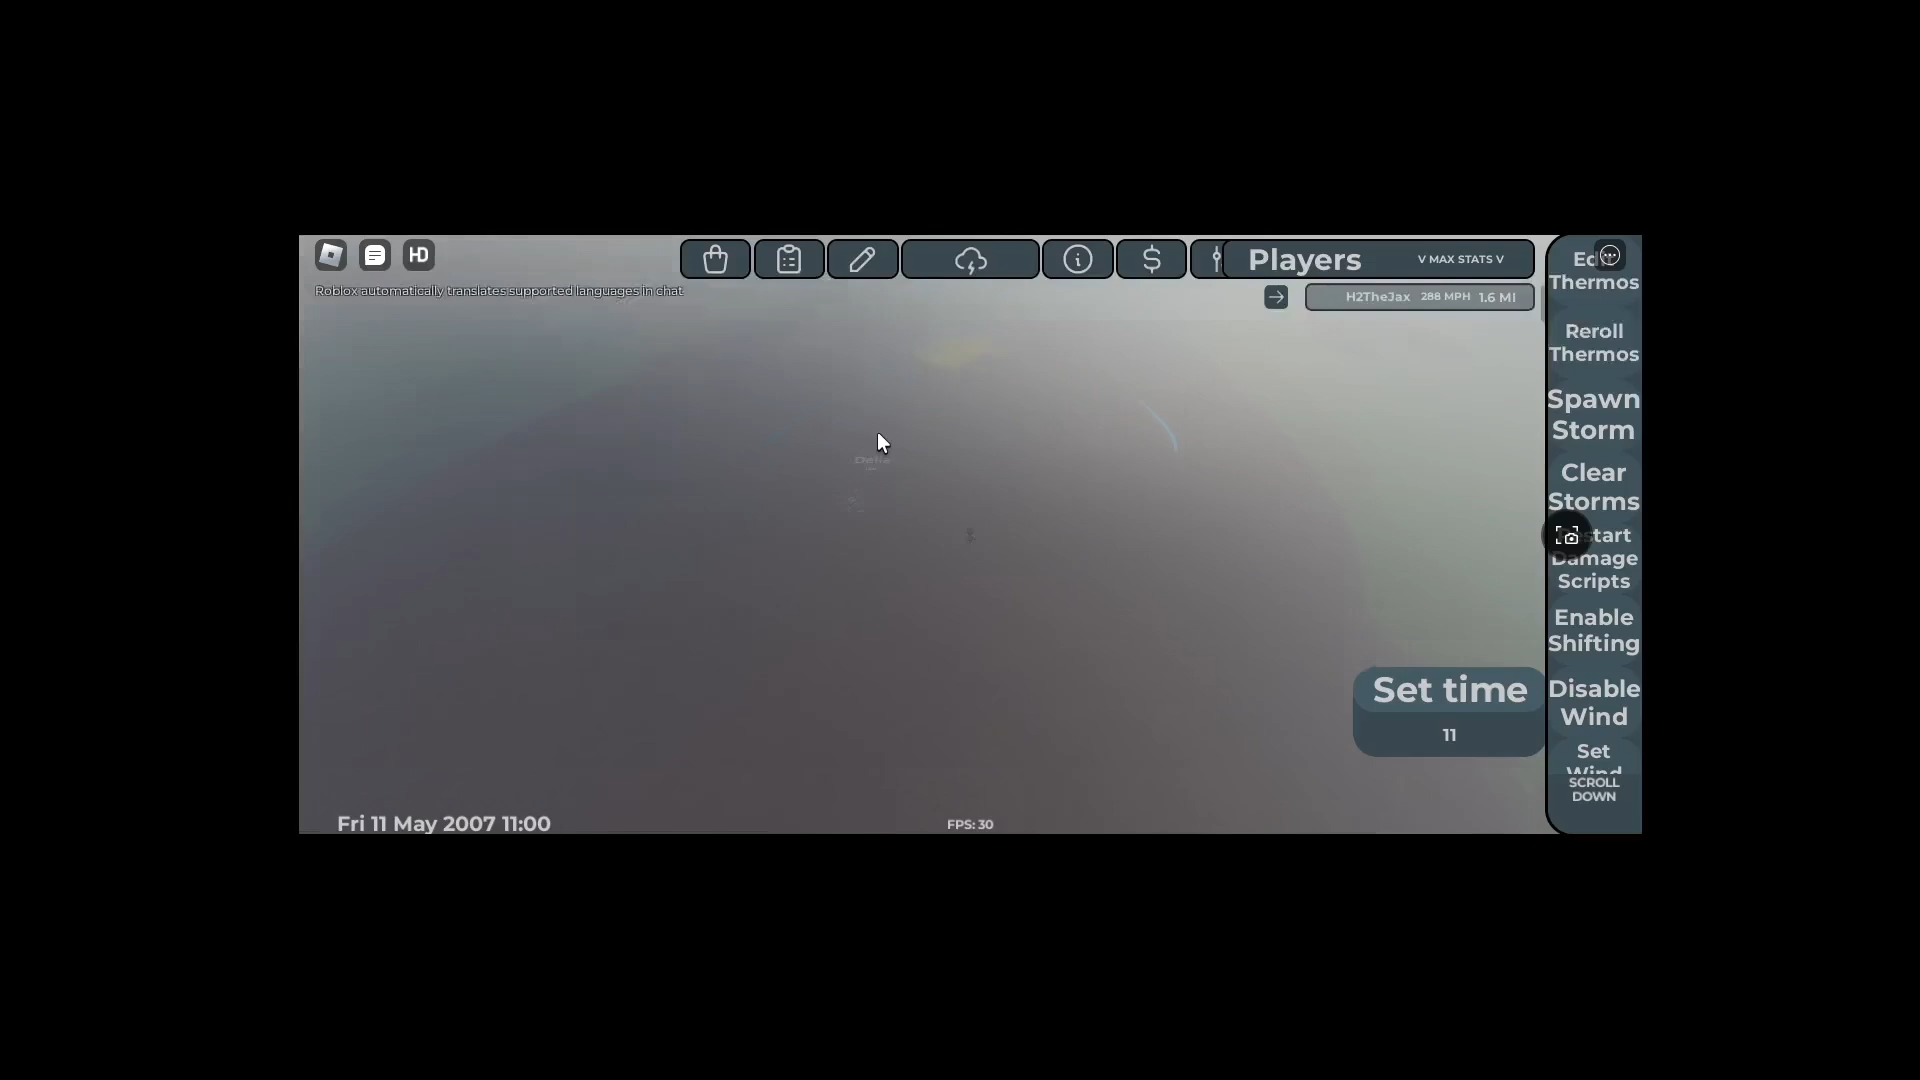 HD
Roblox automatically translates supported languages in chat
Players
V MAX STATS V
H2TheJax 288 MPH 1.6 MI
Thermos
Reroll
Thermos
Spawn
Storm
Clear
Storms
Damage
Scripts
Enable
Shifting
Disable
Wind
Set
Wind
SCROLL
DOWN
Set time
11
Fri 11 May 2007 11:00
FPS: 30